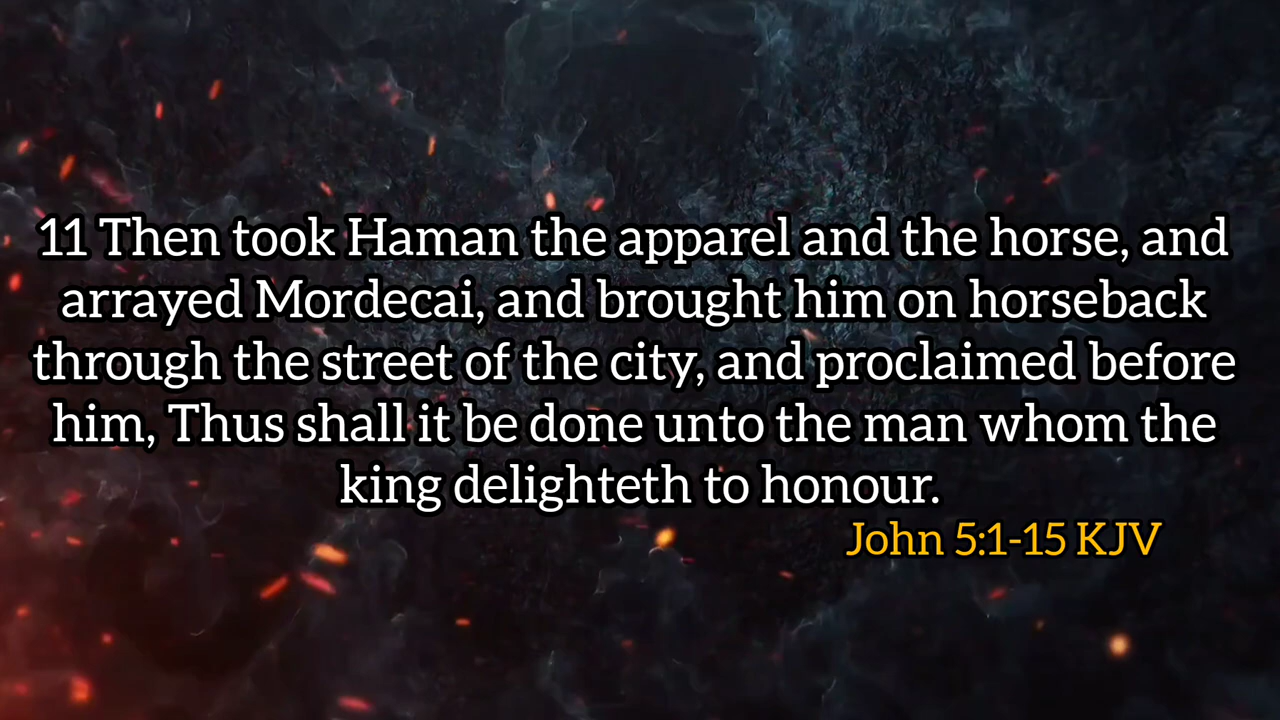 11 Then took Haman the apparel and the horse, and
arrayed Mordecai, and brought him on horseback
through the street of the city, and proclaimed before
him, Thus shall it be done unto the man whom the
king delighteth to honour.
John 5:1-15 KJV